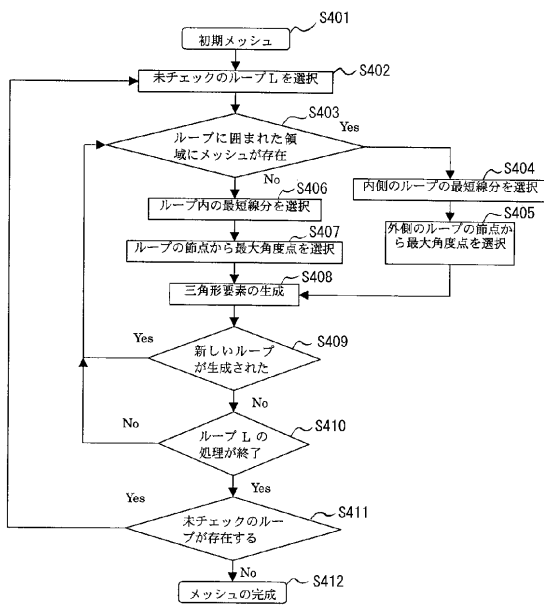 S401
初期メッシュ
S402
未チェックのループLを選択
S403
ループに囲まれた領
域にメッシュが存在
Yes
No
S404
内側のループの最短線分を選択
S405
外側のループの節点か
ら最大角度点を選択
S406
ループ内の最短線分を選択
S407
ループの節点から最大角度点を選択
S408
三角形要素の生成
S409
新しいループ
が生成された
Yes
No
S410
ループ L の
処理が終了
No
Yes
S411
未チェックのルー
プが存在する
Yes
No
S412
メッシュの完成